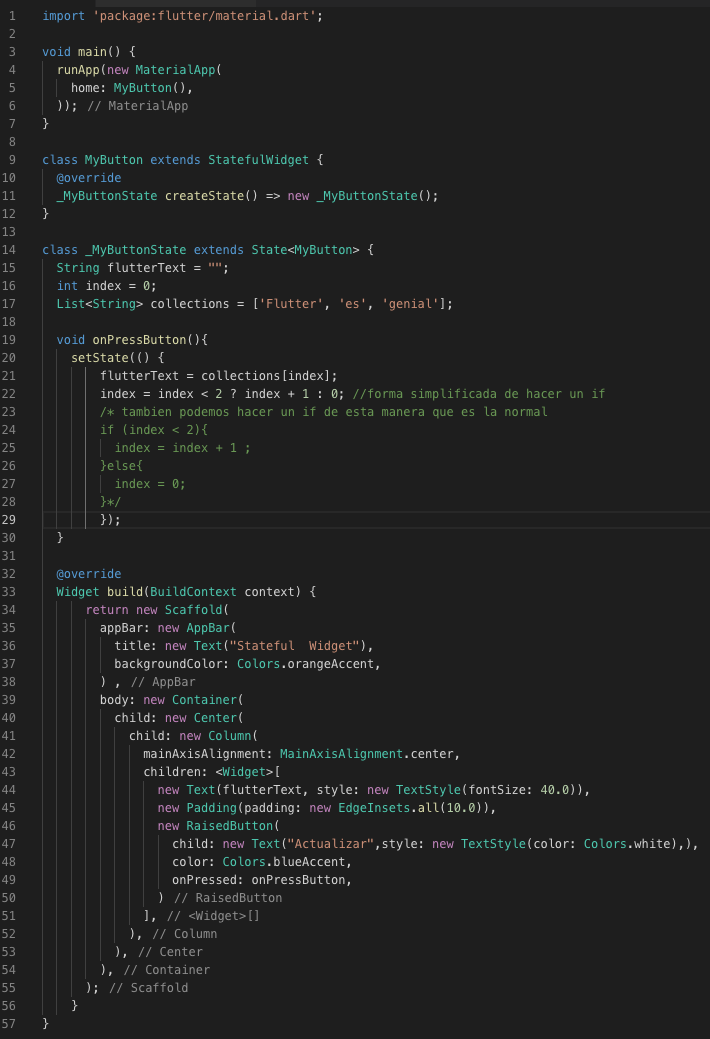 1 import 'package:flutter/material.dart';
2
3 void main() {
4   runApp(new MaterialApp(
5     home: MyButton(),
6   )); // MaterialApp
7 }
8
9 class MyButton extends StatefulWidget {
10   @override
11   _MyButtonState createState() => new _MyButtonState();
12 }
13
14 class _MyButtonState extends State<MyButton> {
15   String flutterText = "";
16   int index = 0;
17   List<String> collections = ['Flutter', 'es', 'genial'];
18
19   void onPressButton(){
20     setState(() {
21         flutterText = collections[index];
22         index = index < 2 ? index + 1 : 0; //forma simplificada de hacer un if
23         /* tambien podemos hacer un if de esta manera que es la normal
24         if (index < 2){
25           index = index + 1 ;
26         }else{
27           index = 0;
28         }*/
29         });
30   }
31
32   @override
33   Widget build(BuildContext context) {
34       return new Scaffold(
35         appBar: new AppBar(
36           title: new Text("Stateful  Widget"),
37           backgroundColor: Colors.orangeAccent,
38         ) , // AppBar
39         body: new Container(
40           child: new Center(
41             child: new Column(
42               mainAxisAlignment: MainAxisAlignment.center,
43               children: <Widget>[
44                 new Text(flutterText, style: new TextStyle(fontSize: 40.0)),
45                 new Padding(padding: new EdgeInsets.all(10.0)),
46                 new RaisedButton(
47                   child: new Text("Actualizar",style: new TextStyle(color: Colors.white),),
48                   color: Colors.blueAccent,
49                   onPressed: onPressButton,
50                 ) // RaisedButton
51               ], // <Widget>[]
52             ), // Column
53           ), // Center
54         ), // Container
55       ); // Scaffold
56     }
57 }